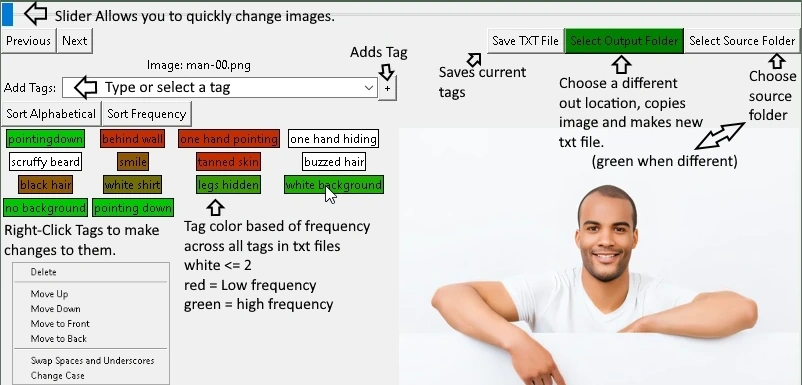 Slider Allows you to quickly change images.
Previous
Next
Save TXT File
Select Output Folder
Select Source Folder
Adds Tag
Image: man-00.png
Saves current
tags
Add Tags:
Type or select a tag
+
Choose a different
out location, copies
image and makes new
txt file.
(green when different)
Choose
source
folder
Sort Alphabetical
Sort Frequency
pointingdown
behind wall
one hand pointing
one hand hiding
scruffy beard
smile
tanned skin
buzzed hair
black hair
white shirt
legs hidden
white background
no background
pointing down
Right-Click Tags to make
changes to them.
Tag color based of frequency
across all tags in txt files
white <= 2
red = Low frequency
green = high frequency
Delete
Move Up
Move Down
Move to Front
Move to Back
Swap Spaces and Underscores
Change Case